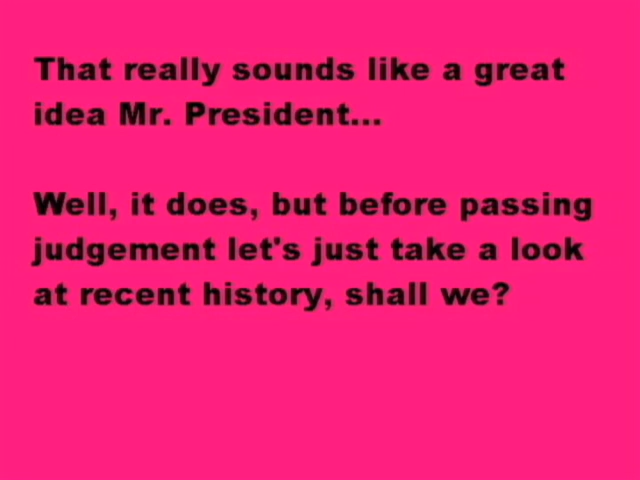 That really sounds like a great
idea Mr. President...
Well, it does, but before passing
judgement let's just take a look
at recent history, shall we?